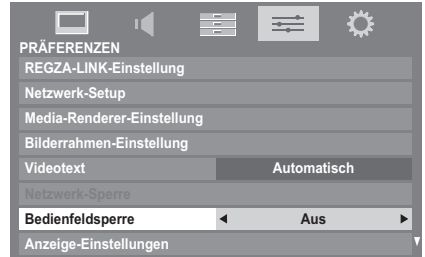 PRÄFERENZEN
REGZA-LINK-Einstellung
Netzwerk-Setup
Media-Renderer-Einstellung
Bilderrahmen-Einstellung
Videotext Automatisch
Netzwerk-Sperre
Bedienfeldsperre Aus
Anzeige-Einstellungen